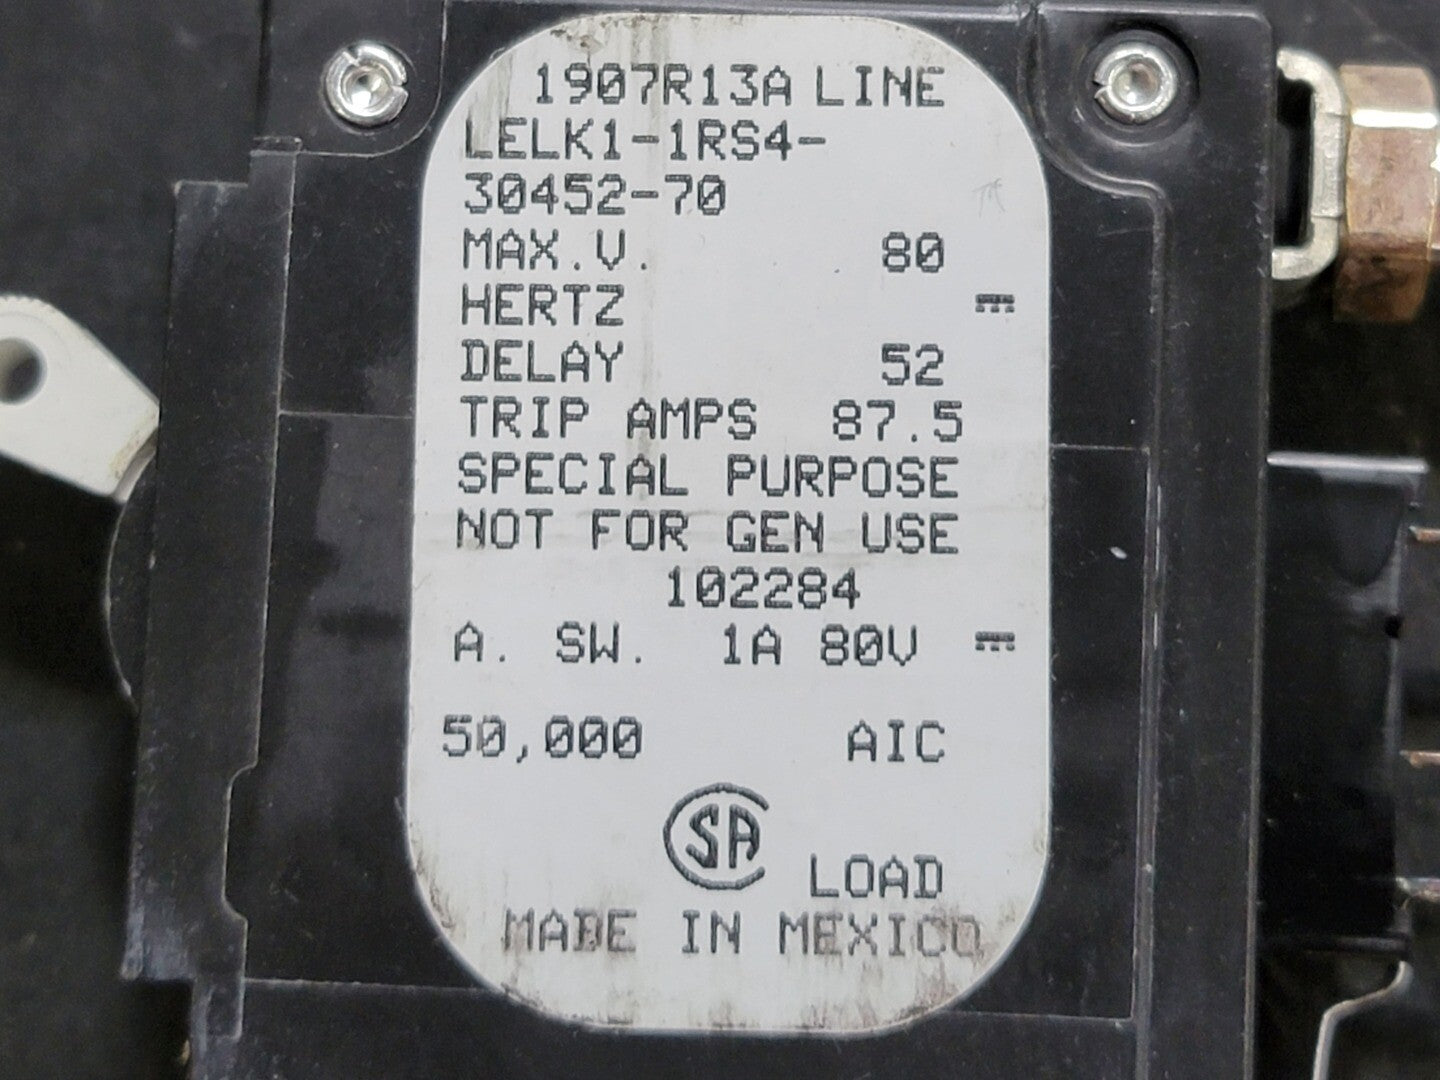 1907R13A LINE
LELK1-1RS4-
30452-70
MAX.V. 80
HERTZ ⎓
DELAY 52
TRIP AMPS 87.5
SPECIAL PURPOSE
NOT FOR GEN USE
102284
A. SW. 1A 80V ⎓
50,000 AIC
SA
LOAD
MADE IN MEXICO